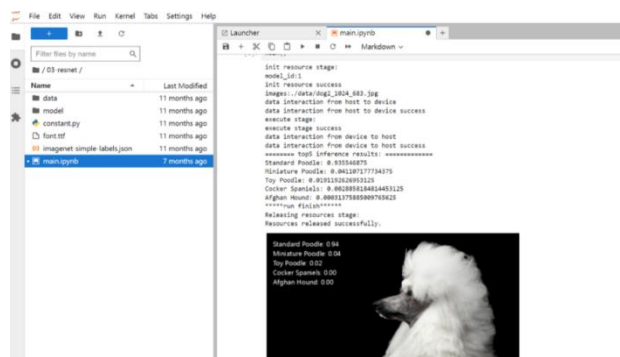 File Edit View Run Kernel Tabs Settings Help
Launcher
main.ipynb
Markdown
Filter files by name
/ 03-resnet /
Name
Last Modified
data 11 months ago
model 11 months ago
constant.py 11 months ago
font.ttf 11 months ago
imagenet-simple-labels.json 11 months ago
main.ipynb 7 months ago
init resource stage:
model_id:1
init resource success
images:./data/dog2_1024_683.jpg
data interaction from host to device
data interaction from host to device success
execute stage:
execute stage success
data interaction from device to host
data interaction from device to host success
======== top5 inference results: =============
Standard Poodle: 0.935546875
Miniature Poodle: 0.041107177734375
Toy Poodle: 0.0191192626953125
Cocker Spaniels:
Afghan Hound:
*****run finish******
Releasing resources stage:
Resources released successfully.
Standard Poodle: 0.94
Miniature Poodle: 0.04
Toy Poodle: 0.02
Cocker Spaniels: 0.00
Afghan Hound: 0.00